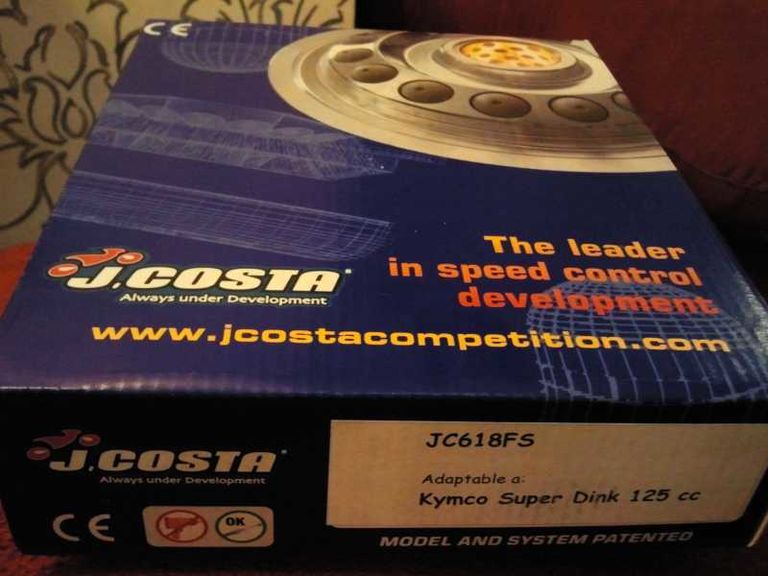 CE
The leader
in speed control
development
J.COSTA
Always under Development
www.jcostacompetition.com
J.COSTA
Always under Development
CE
OK
JC618FS
Adaptable a:
Kymco Super Dink 125 cc
MODEL AND SYSTEM PATENTED